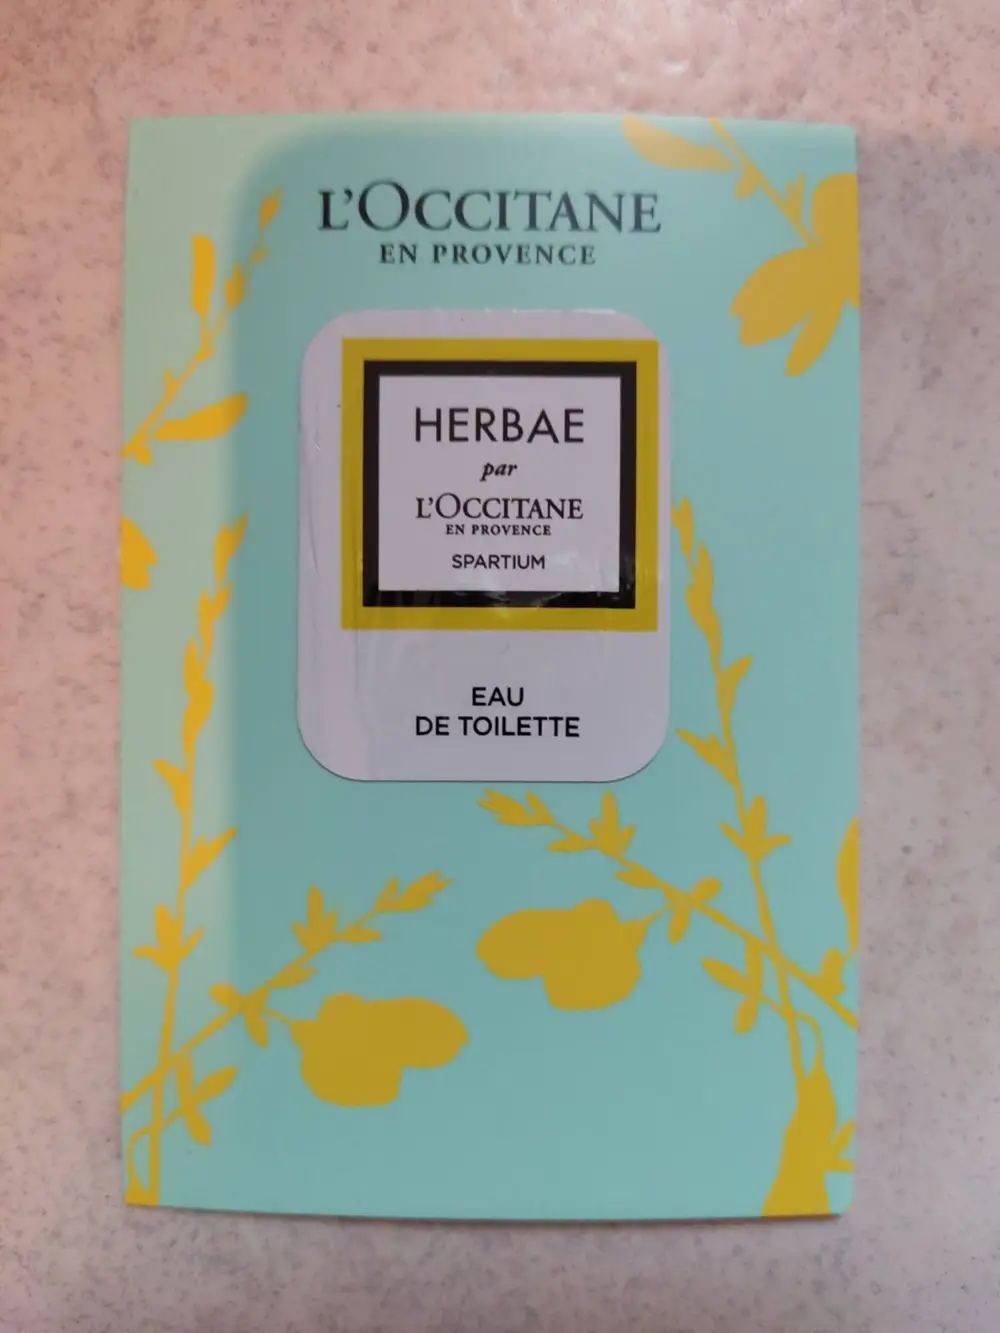 L'OCCITANE
EN PROVENCE
HERBAE
par
L'OCCITANE
EN PROVENCE
SPARTIUM
EAU
DE TOILETTE